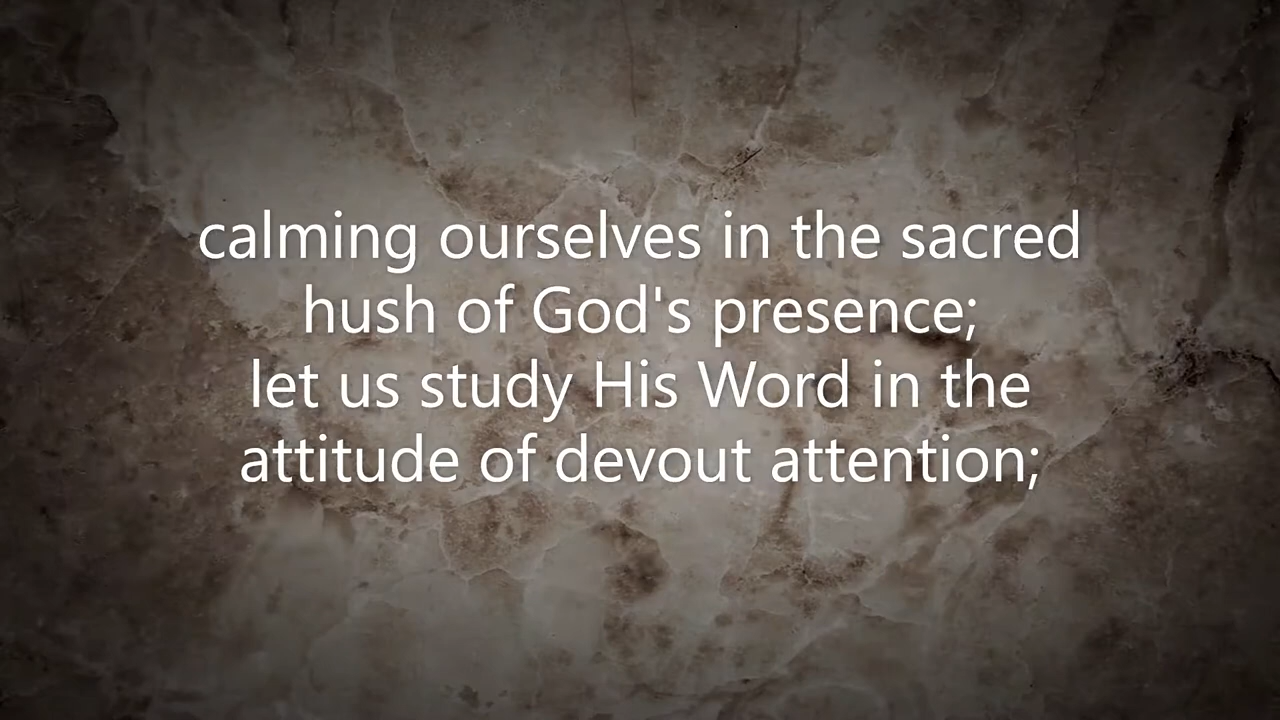 calming ourselves in the sacred
hush of God's presence;
let us study His Word in the
attitude of devout attention;